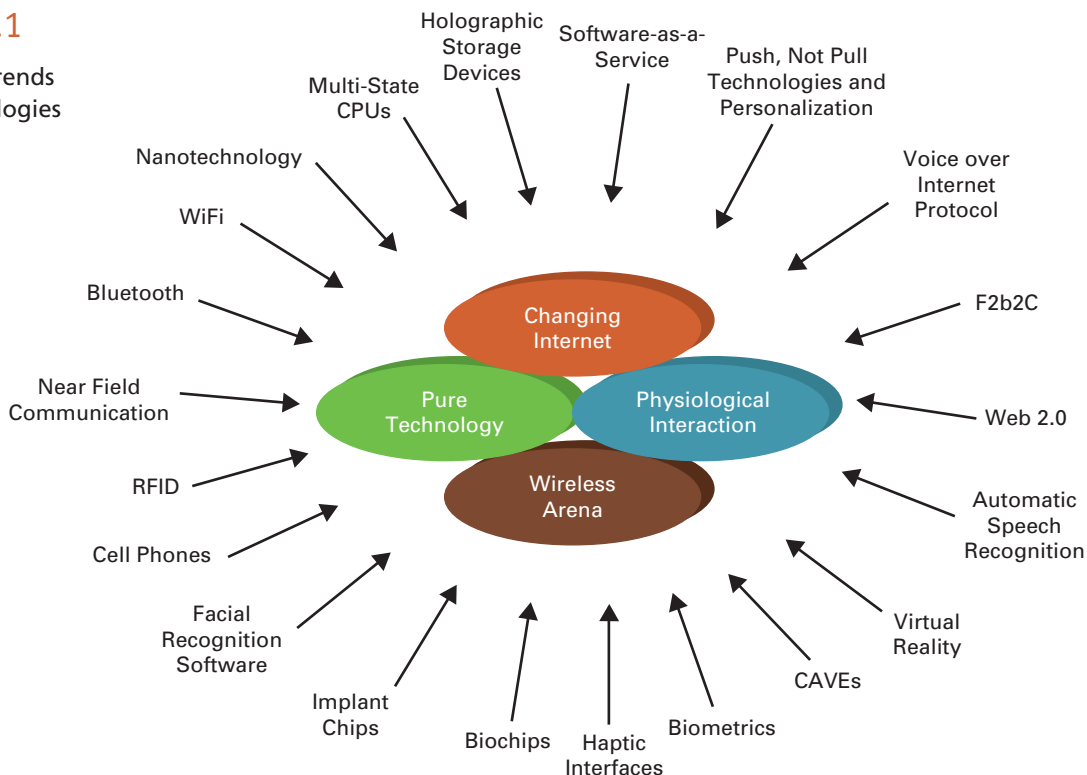 .1
rends
logies
Holographic
Storage
Devices
Software-as-a-
Service
Push, Not Pull
Technologies and
Personalization
Multi-State
CPUs
Nanotechnology
Voice over
Internet
Protocol
WiFi
Bluetooth
F2b2C
Changing
Internet
Near Field
Communication
Pure
Technology
Physiological
Interaction
Web 2.0
RFID
Wireless
Arena
Automatic
Speech
Recognition
Cell Phones
Facial
Recognition
Software
Virtual
Reality
CAVEs
Implant
Chips
Biochips
Haptic
Interfaces
Biometrics